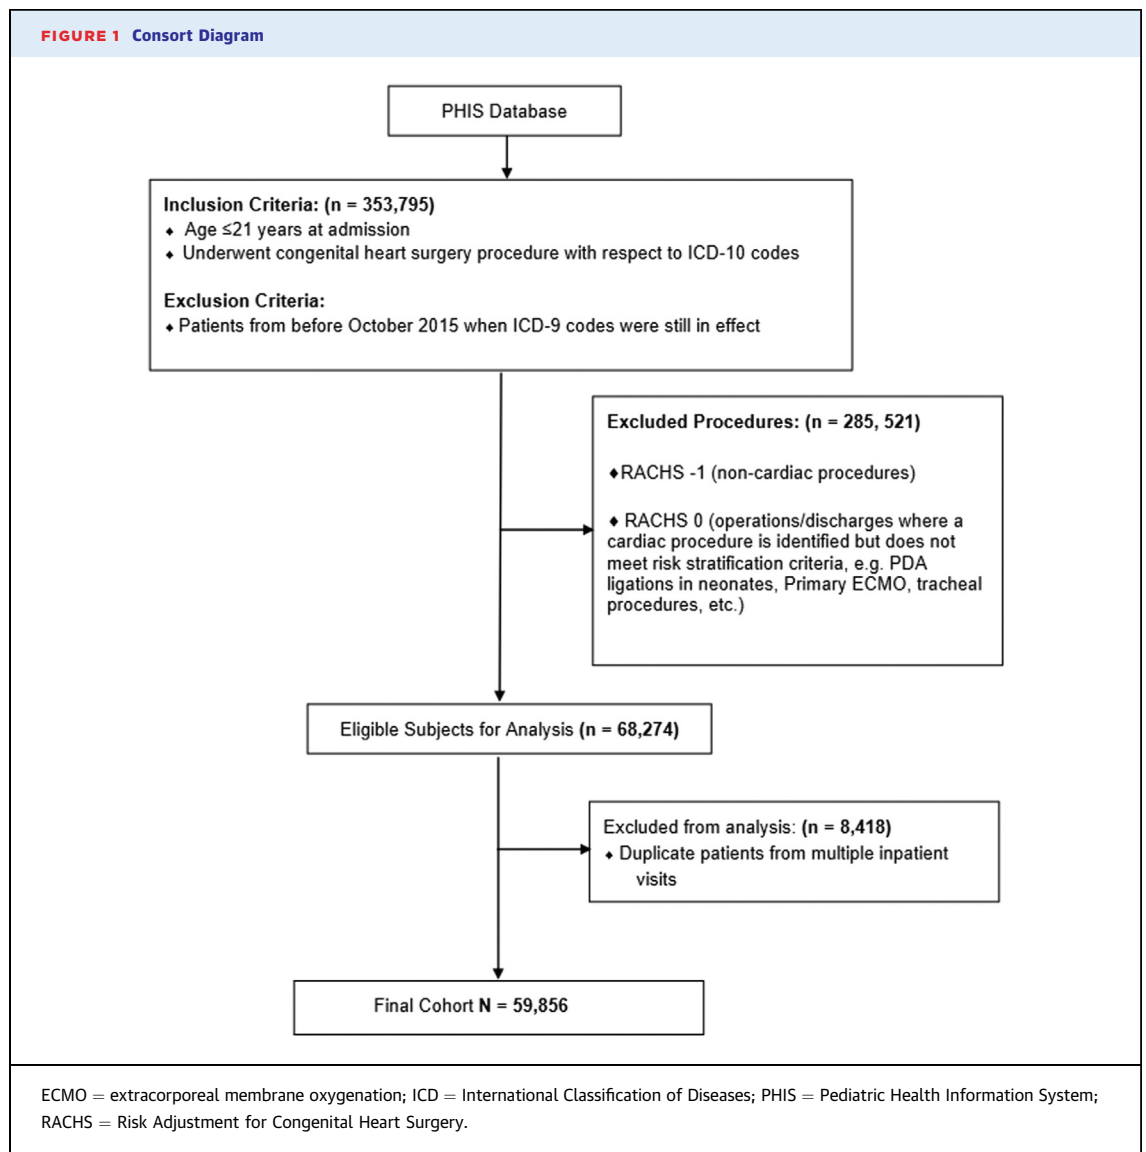 FIGURE 1 Consort Diagram
PHIS Database
Inclusion Criteria: (n = 353,795)
♦ Age ≤21 years at admission
♦ Underwent congenital heart surgery procedure with respect to ICD-10 codes
Exclusion Criteria:
♦ Patients from before October 2015 when ICD-9 codes were still in effect
Excluded Procedures: (n = 285, 521)
♦RACHS -1 (non-cardiac procedures)
♦ RACHS 0 (operations/discharges where a
cardiac procedure is identified but does not
meet risk stratification criteria, e.g. PDA
ligations in neonates, Primary ECMO, tracheal
procedures, etc.)
Eligible Subjects for Analysis (n = 68,274)
Excluded from analysis: (n = 8,418)
♦ Duplicate patients from multiple inpatient
visits
Final Cohort N = 59,856
ECMO = extracorporeal membrane oxygenation; ICD = International Classification of Diseases; PHIS = Pediatric Health Information System;
RACHS = Risk Adjustment for Congenital Heart Surgery.